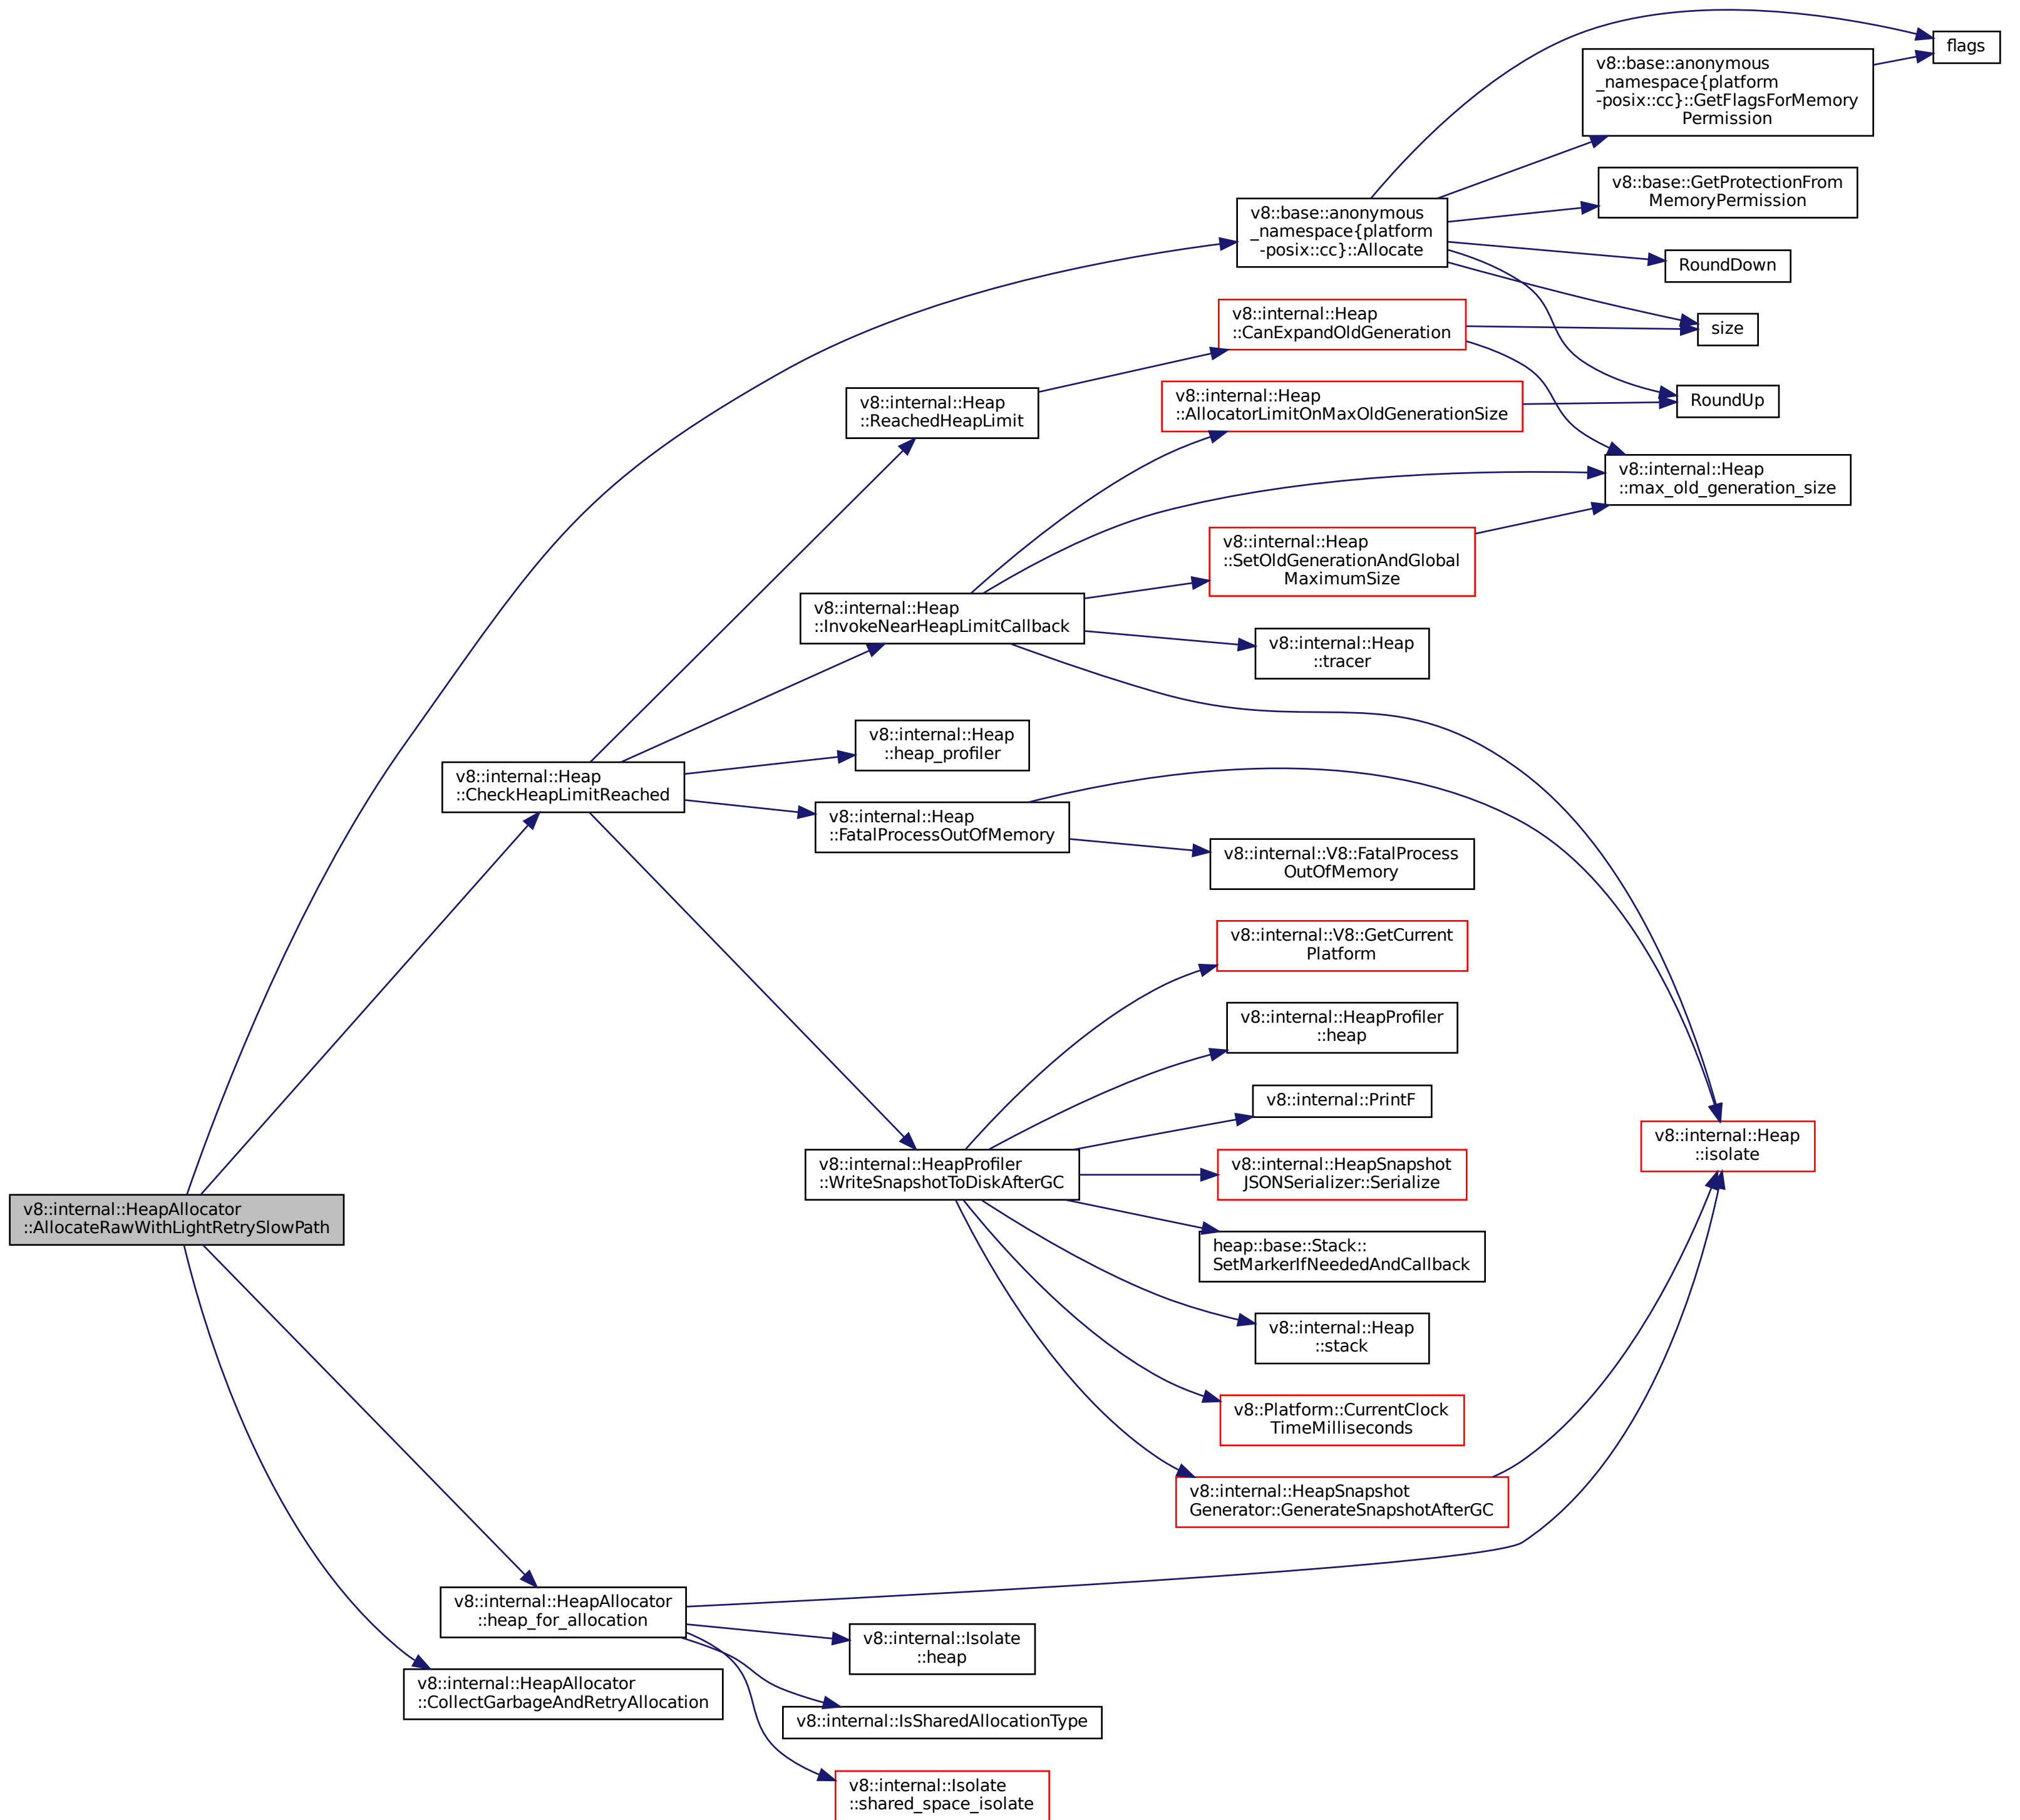 flags
v8::base::anonymous
_namespace{platform
-posix::cc}::GetFlagsForMemory
Permission
v8::base::GetProtectionFrom
MemoryPermission
v8::base::anonymous
_namespace{platform
-posix::cc}::Allocate
RoundDown
v8::internal::Heap
::CanExpandOldGeneration
size
v8::internal::Heap
::ReachedHeapLimit
v8::internal::Heap
::AllocatorLimitOnMaxOldGenerationSize
RoundUp
v8::internal::Heap
::max_old_generation_size
v8::internal::Heap
::SetOldGenerationAndGlobal
MaximumSize
v8::internal::Heap
::InvokeNearHeapLimitCallback
v8::internal::Heap
::tracer
v8::internal::Heap
::heap_profiler
v8::internal::Heap
::CheckHeapLimitReached
v8::internal::Heap
::FatalProcessOutOfMemory
v8::internal::V8::FatalProcess
OutOfMemory
v8::internal::V8::GetCurrent
Platform
v8::internal::HeapProfiler
::heap
v8::internal::PrintF
v8::internal::Heap
::isolate
v8::internal::HeapProfiler
::WriteSnapshotToDiskAfterGC
v8::internal::HeapSnapshot
JSONSerializer::Serialize
v8::internal::HeapAllocator
::AllocateRawWithLightRetrySlowPath
heap::base::Stack::
SetMarkerIfNeededAndCallback
v8::internal::Heap
::stack
v8::Platform::CurrentClock
TimeMilliseconds
v8::internal::HeapSnapshot
Generator::GenerateSnapshotAfterGC
v8::internal::HeapAllocator
::heap_for_allocation
v8::internal::Isolate
::heap
v8::internal::HeapAllocator
::CollectGarbageAndRetryAllocation
v8::internal::IsSharedAllocationType
v8::internal::Isolate
::shared_space_isolate